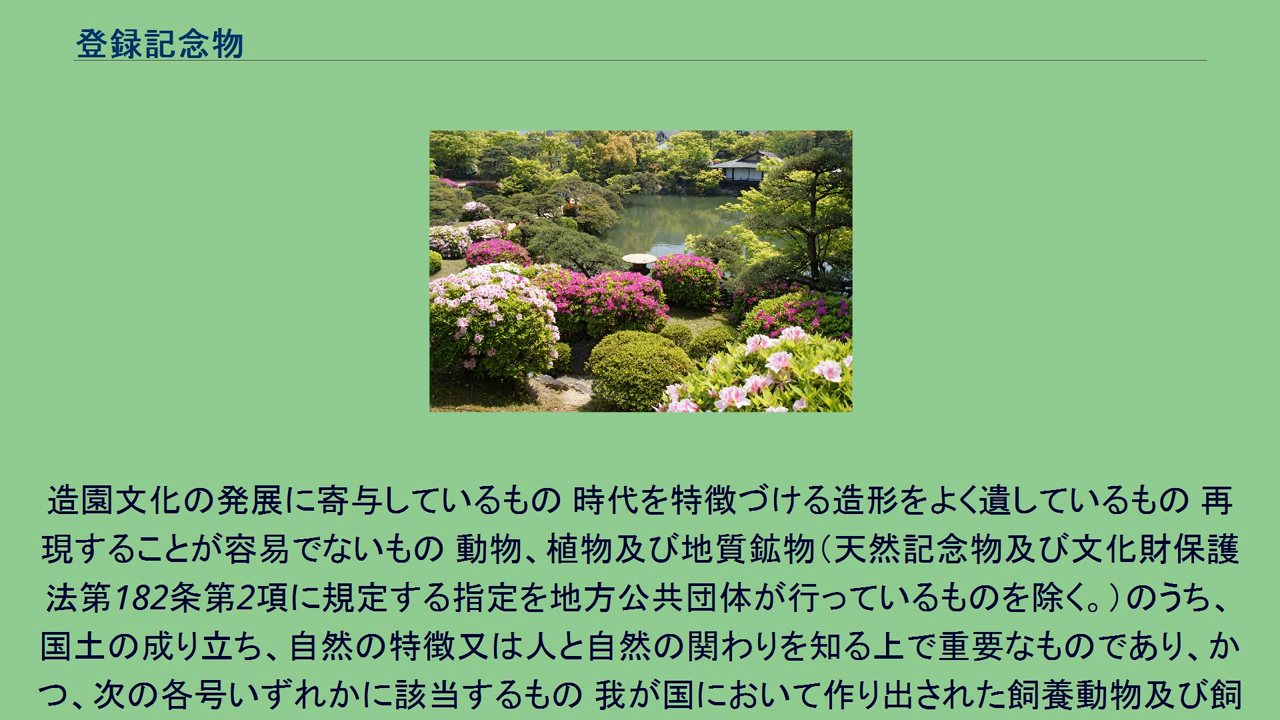 登録記念物
造園文化の発展に寄与しているもの 時代を特徴づける造形をよく遺しているもの 再
現することが容易でないもの 動物、植物及び地質鉱物（天然記念物及び文化財保護
法第182条第2項に規定する指定を地方公共団体が行っているものを除く。）のうち、
国土の成り立ち、自然の特徴又は人と自然の関わりを知る上で重要なものであり、か
つ、次の各号いずれかに該当するもの 我が国において作り出された飼養動物及び飼